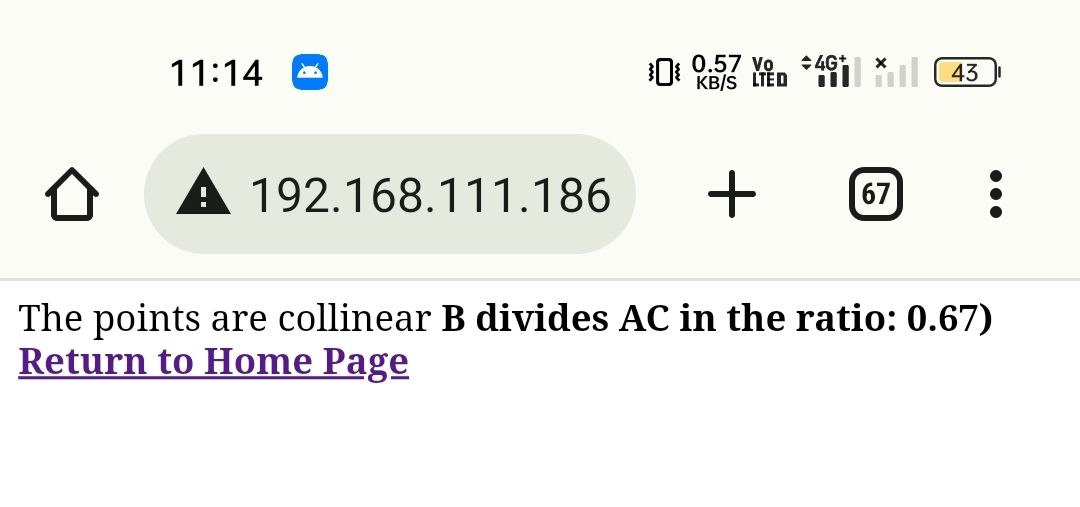 11:14 0.57 KB/S Vo LTE 4G+ 43
192.168.111.186 67
The points are collinear B divides AC in the ratio: 0.67)
Return to Home Page